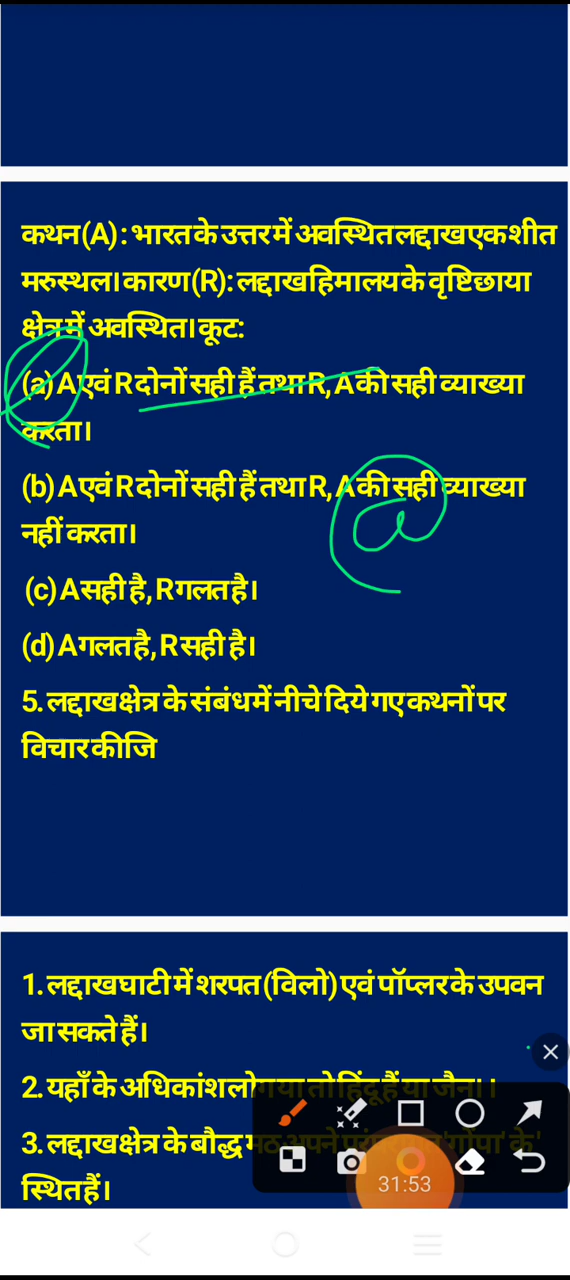 कथन(A): भारत के उत्तर में अवस्थित लद्दाख एक शीत
मरुस्थल। कारण(R): लद्दाख हिमालय के वृष्टिछाया
क्षेत्र में अवस्थित। कूट:
(a) A एवं R दोनों सही हैं तथा R, A की सही व्याख्या
करता।
(b) A एवं R दोनों सही हैं तथा R, A की सही व्याख्या
नहीं करता।
a
(c) A सही है, R गलत है।
(d) A गलत है, R सही है।
5. लद्दाख क्षेत्र के संबंध में नीचे दिये गए कथनों पर
विचार कीजि
1. लद्दाख घाटी में शरपत (विलो) एवं पॉप्लर के उपवन
जा सकते हैं।
2. यहाँ के अधिकांश लोग या तो हिंदू हैं या जैन।।
3. लद्दाख क्षेत्र के बौद्ध मठ अपने 'गोंपा' के'
स्थित हैं।
31:53